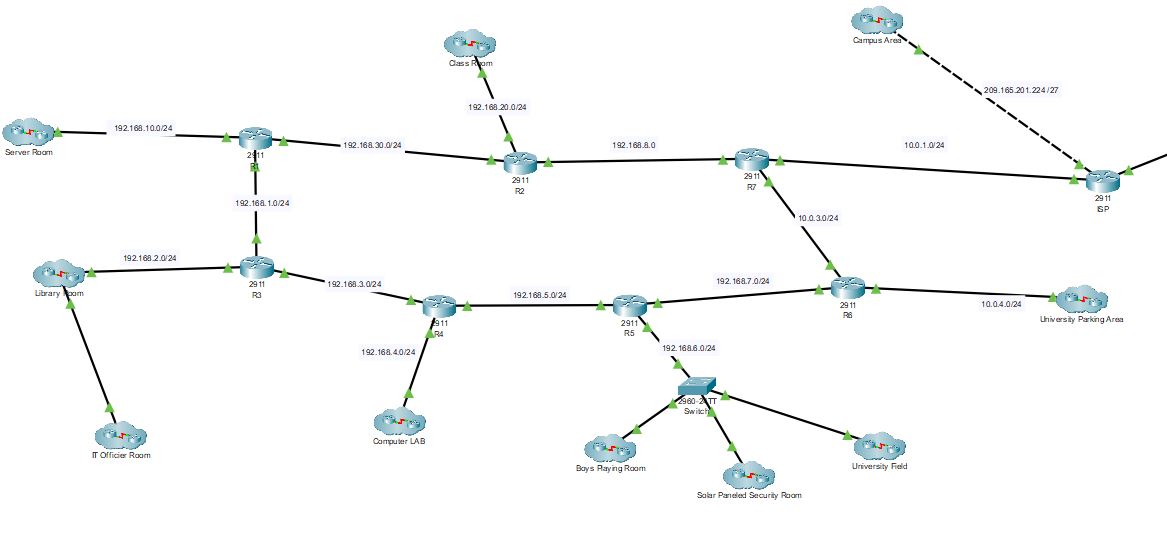 Campus Area
Class Room
209.165.201.224 /27
192.168.20.0/24
192.168.10.0/24
Server Room
192.168.30.0/24
192.168.8.0
10.0.1.0/24
2911
R1
2911
R2
2911
R7
2911
ISP
192.168.1.0/24
10.0.3.0/24
192.168.2.0/24
Library Room
2911
R3
192.168.3.0/24
192.168.5.0/24
192.168.7.0/24
2911
R4
2911
R5
2911
R6
10.0.4.0/24
University Parking Area
192.168.4.0/24
192.168.6.0/24
2960-24TT
Switch
Computer LAB
IT Officier Room
Boys Playing Room
University Field
Solar Paneled Security Room